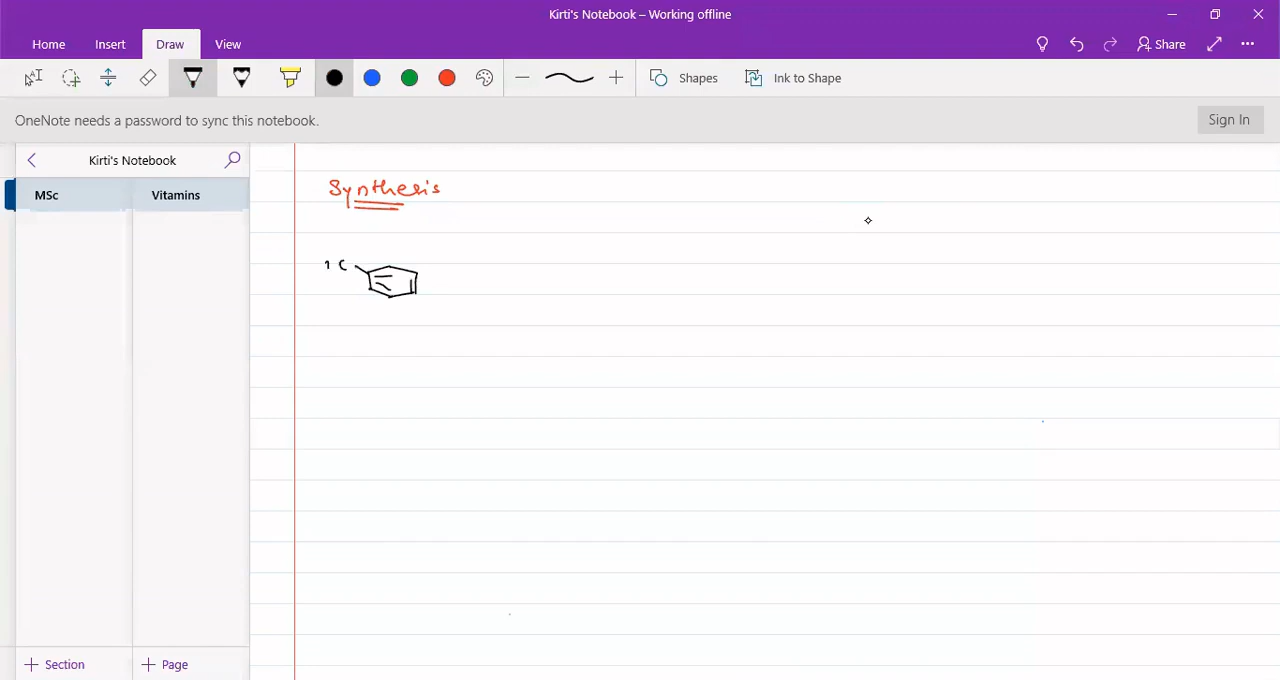 Kirti's Notebook – Working offline
Home Insert Draw View
Share
Shapes Ink to Shape
OneNote needs a password to sync this notebook.
Sign In
Kirti's Notebook
MSc Vitamins
Synthesis
Section Page